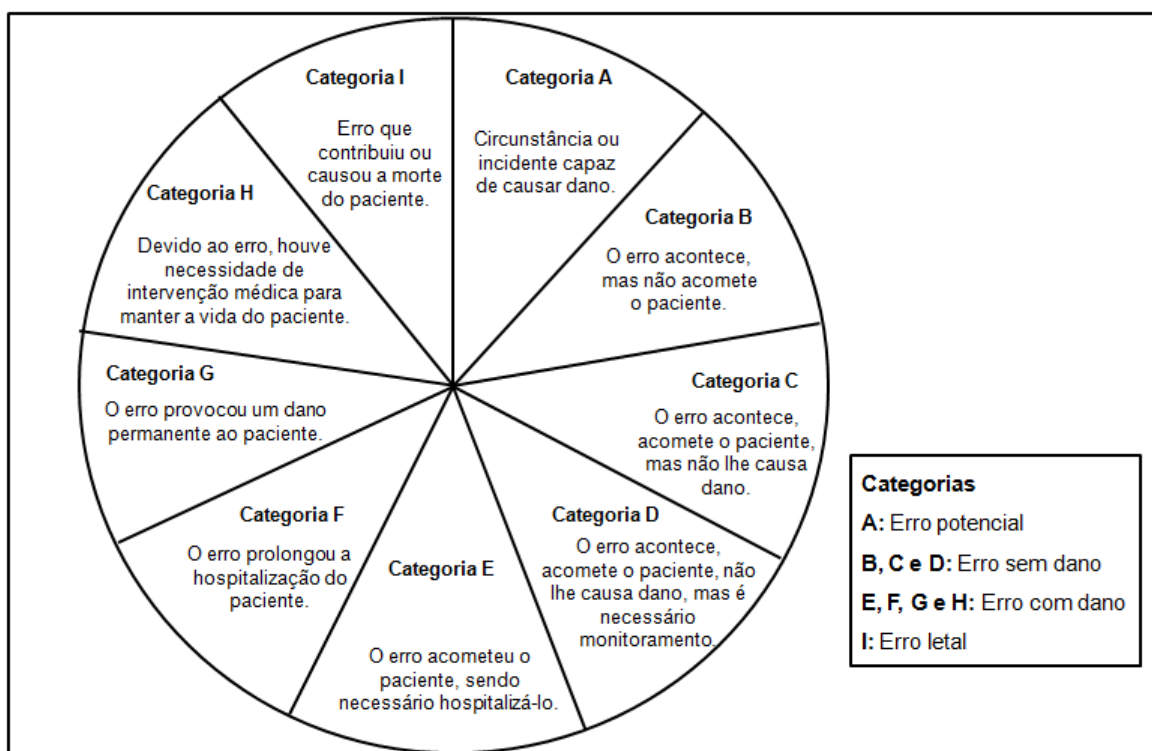 Categoria A
Circunstância ou
incidente capaz
de causar dano.
Categoria B
O erro acontece,
mas não acomete
o paciente.
Categoria C
O erro acontece,
acomete o paciente,
mas não lhe causa
dano.
Categoria D
O erro acontece,
acomete o paciente, não
lhe causa dano, mas é
necessário
monitoramento.
Categoria E
O erro acometeu o
paciente, sendo
necessário hospitalizá-lo.
Categoria F
O erro prolongou a
hospitalização do
paciente.
Categoria G
O erro provocou um dano
permanente ao paciente.
Categoria H
Devido ao erro, houve
necessidade de
intervenção médica para
manter a vida do paciente.
Categoria I
Erro que
contribuiu ou
causou a morte
do paciente.
Categorias
A: Erro potencial
B, C e D: Erro sem dano
E, F, G e H: Erro com dano
I: Erro letal